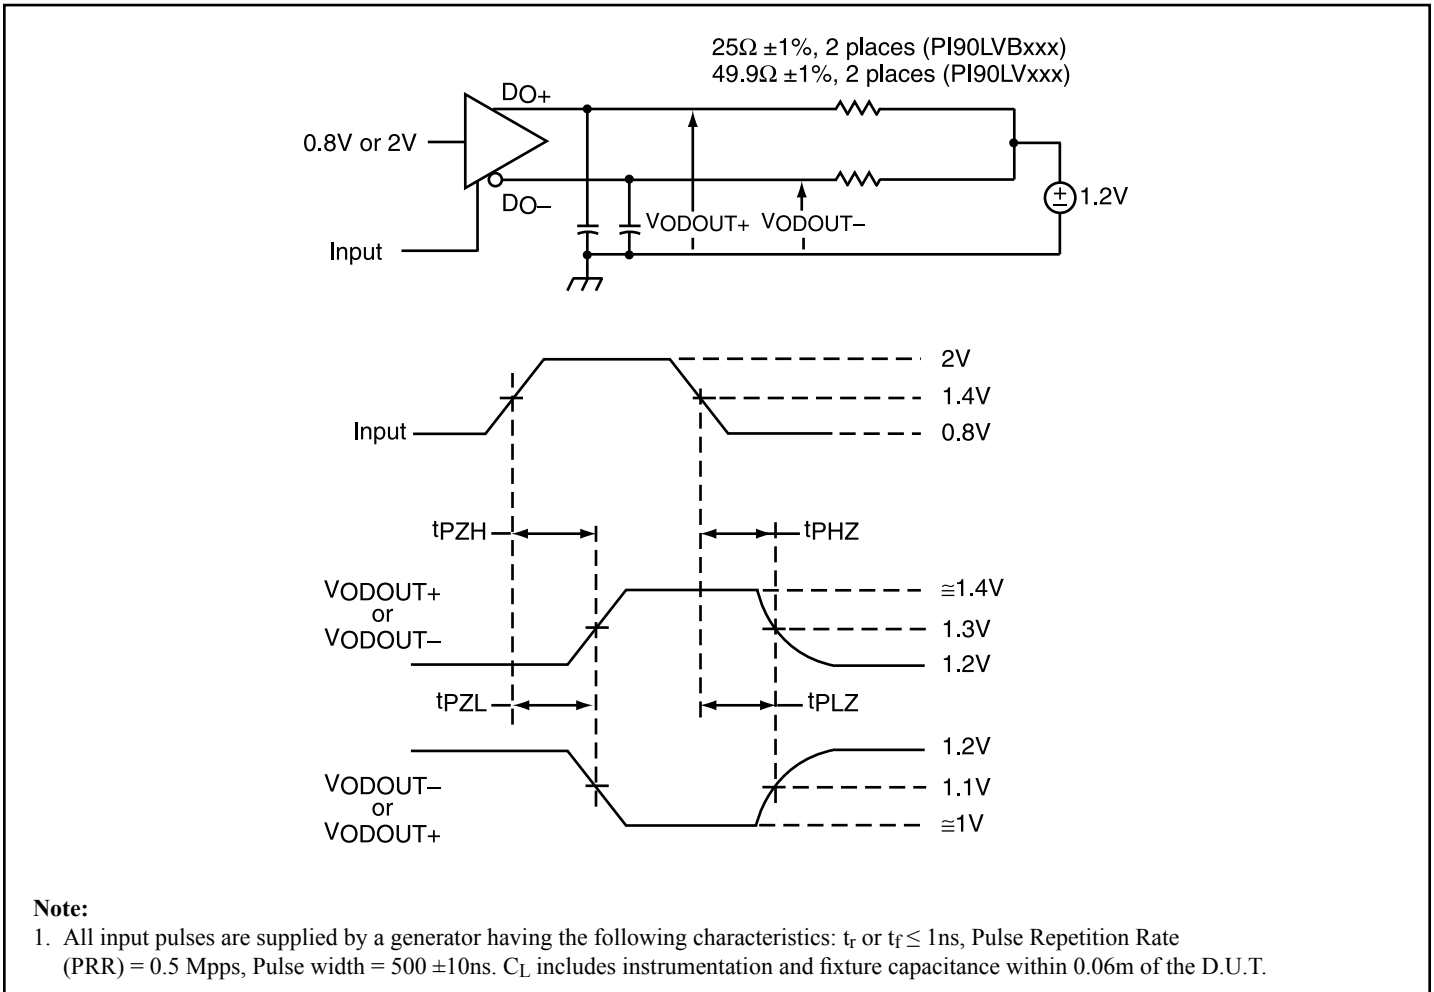 25Ω ±1%, 2 places (PI90LVBxxx)
49.9Ω ±1%, 2 places (PI90LVxxx)
DO+
0.8V or 2V
DO–
VODOUT+ VODOUT–
1.2V
Input
2V
1.4V
Input
0.8V
tPZH
tPHZ
VODOUT+
or
VODOUT–
≅1.4V
1.3V
1.2V
tPZL
tPLZ
VODOUT–
or
VODOUT+
1.2V
1.1V
≅1V
Note:
1. All input pulses are supplied by a generator having the following characteristics: tr or tf ≤ 1ns, Pulse Repetition Rate
(PRR) = 0.5 Mpps, Pulse width = 500 ±10ns. CL includes instrumentation and fixture capacitance within 0.06m of the D.U.T.